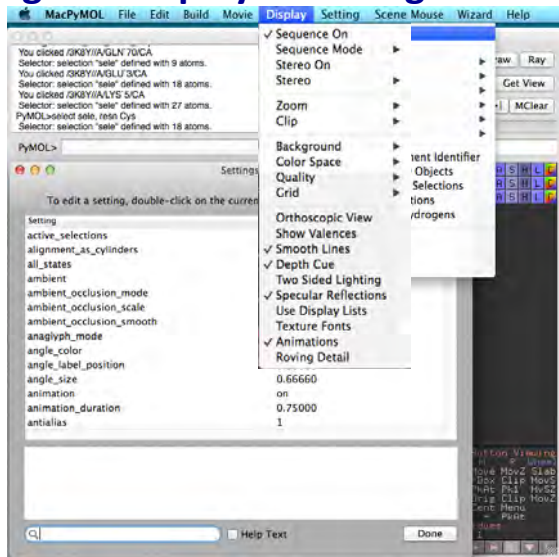 MacPyMOL File Edit Build Movie Display Setting Scene Mouse Wizard Help
You clicked /3K8Y//A/GLN`70/CA
Selector: selection "sele" defined with 9 atoms.
You clicked /3K8Y//A/GLU`3/CA
Selector: selection "sele" defined with 18 atoms.
You clicked /3K8Y//A/LYS`5/CA
Selector: selection "sele" defined with 27 atoms.
PyMOL>select sele, resn Cys
Selector: selection "sele" defined with 18 atoms.
PyMOL>
Sequence On
Sequence Mode
Stereo On
Stereo
Zoom
Clip
Background
Color Space
Quality
Grid
Orthoscopic View
Show Valences
Smooth Lines
Depth Cue
Two Sided Lighting
Specular Reflections
Use Display Lists
Texture Fonts
Animations
Roving Detail
Ray
Get View
MClear
Identifier
Objects
Selections
Settings
To edit a setting, double-click on the
Setting
active_selections
alignment_as_cylinders
all_states
ambient
ambient_occlusion_mode
ambient_occlusion_scale
ambient_occlusion_smooth
anaglyph_mode
angle_color
angle_label_position
angle_size 0.66660
animation on
animation_duration 0.75000
antialias 1
Help Text Done